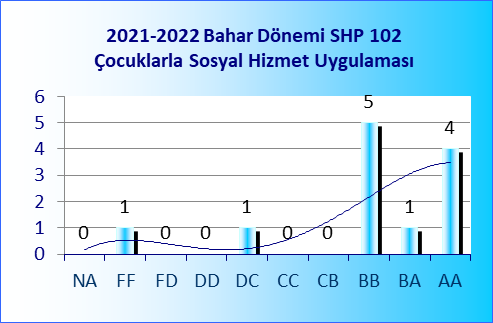 2021-2022 Bahar Dönemi SHP 102
Çocuklarla Sosyal Hizmet Uygulaması
6
5
4
3
2
1
0
0 1 0 0 1 0 0 5 1 4
NA FF FD DD DC CC CB BB BA AA